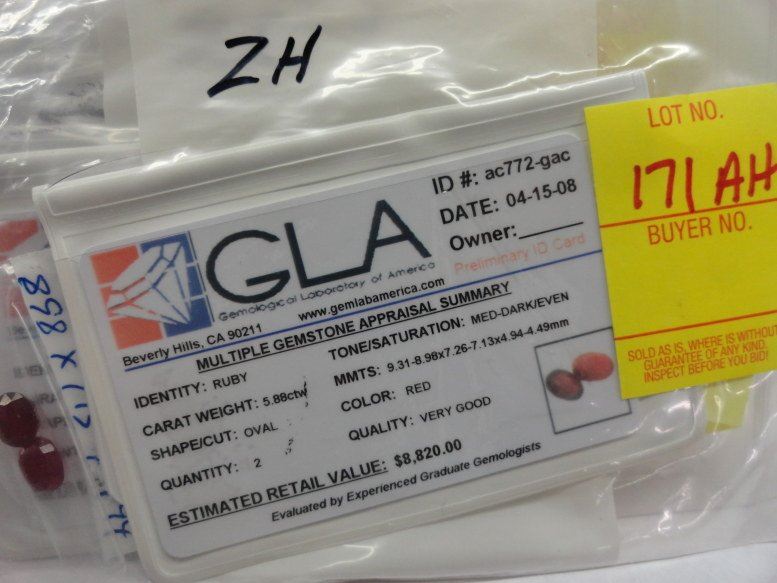 ZH
LOT NO.
171 AH
BUYER NO.
SOLD AS IS, WHERE IS WITHOUT
GUARANTEE OF ANY KIND.
INSPECT BEFORE YOU BID!
GLA
Gemological Laboratory of America
www.gemlabamerica.com
Beverly Hills, CA 90211
ID #: ac772-gac
DATE: 04-15-08
Owner:
Preliminary ID Card
MULTIPLE GEMSTONE APPRAISAL SUMMARY
IDENTITY: RUBY
TONE/SATURATION: MED-DARK/EVEN
CARAT WEIGHT: 5.88ctw
MMTS: 9.31-8.98x7.26-7.13x4.94-4.49mm
SHAPE/CUT: OVAL
COLOR: RED
QUANTITY: 2
QUALITY: VERY GOOD
ESTIMATED RETAIL VALUE: $8,820.00
Evaluated by Experienced Graduate Gemologists